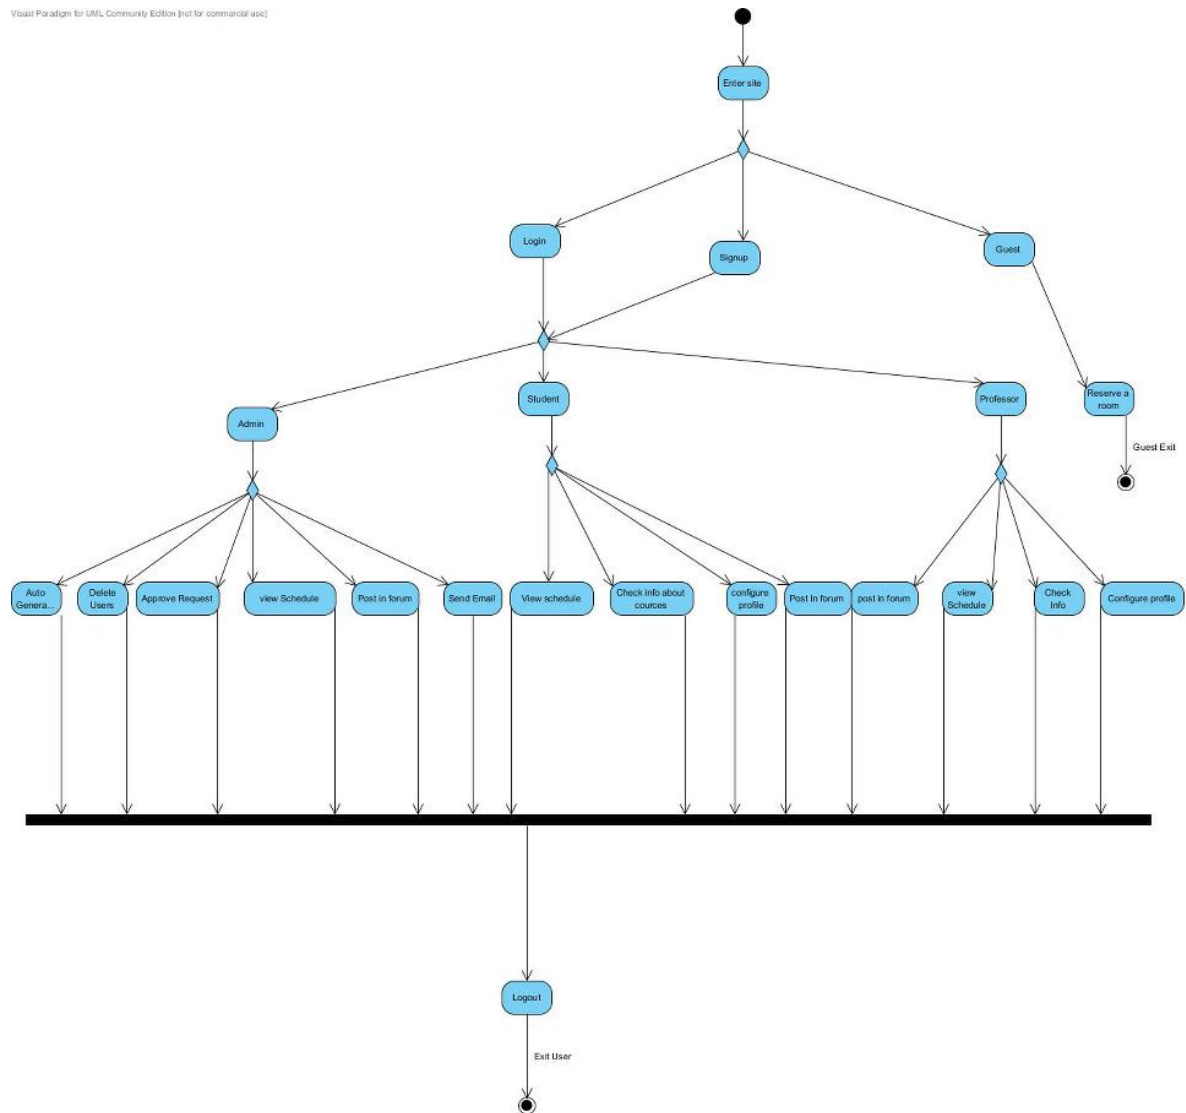 Visual Paradigm for UML Community Edition [not for commercial use]
Enter site
Login
Signup
Guest
Admin
Student
Professor
Reserve a
room
Guest Exit
Auto
Genera...
Delete
Users
Approve Request
view Schedule
Post in forum
Send Email
View schedule
Check info about
cources
configure
profile
Post In forum
post in forum
view
Schedule
Check
Info
Configure profile
Logout
Exit User